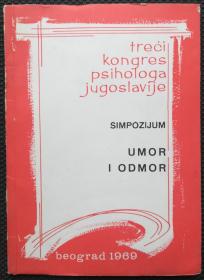 treći
kongres
psihologa
jugoslavije
SIMPOZIJUM
UMOR
I ODMOR
beograd 1969